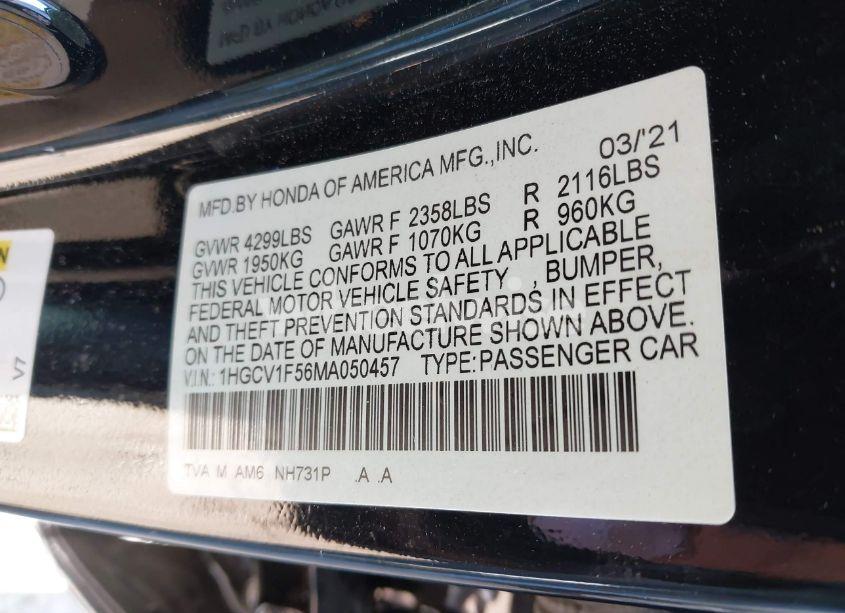 MFD.BY HONDA OF AMERICA MFG.,INC. 03/'21
GVWR 4299LBS GAWR F 2358LBS R 2116LBS
GVWR 1950KG GAWR F 1070KG R 960KG
THIS VEHICLE CONFORMS TO ALL APPLICABLE
FEDERAL MOTOR VEHICLE SAFETY , BUMPER,
AND THEFT PREVENTION STANDARDS IN EFFECT
ON THE DATE OF MANUFACTURE SHOWN ABOVE.
V.I.N.: 1HGCV1F56MA050457 TYPE:PASSENGER CAR
TVA M AM6 NH731P .A .A
V7